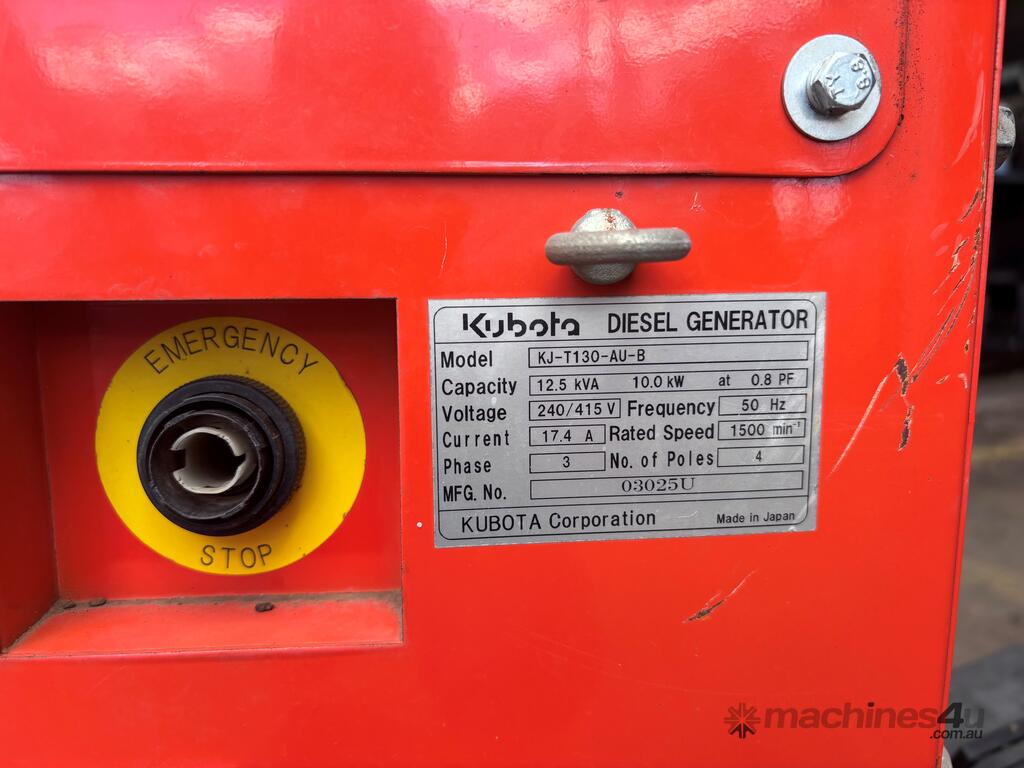 8.8
EMERGENCY
STOP
Kubota DIESEL GENERATOR
Model KJ-T130-AU-B
Capacity 12.5 kVA 10.0 kW at 0.8 PF
Voltage 240/415 V Frequency 50 Hz
Current 17.4 A Rated Speed 1500 min⁻¹
Phase 3 No. of Poles 4
MFG. No. 03025U
KUBOTA Corporation Made in Japan
machines4u
.com.au